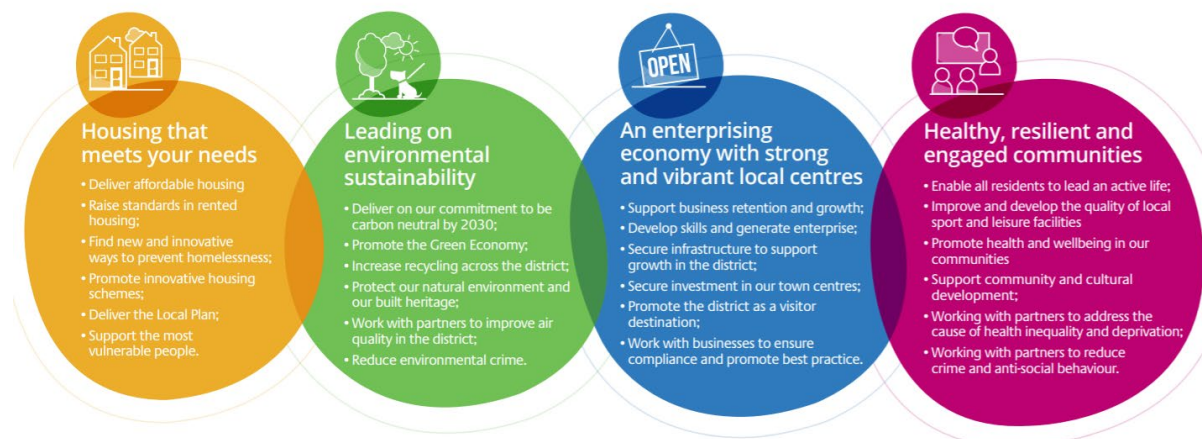 Housing that
meets your needs
• Deliver affordable housing
• Raise standards in rented
housing;
• Find new and innovative
ways to prevent homelessness;
• Promote innovative housing
schemes;
• Deliver the Local Plan;
• Support the most
vulnerable people.
Leading on
environmental
sustainability
• Deliver on our commitment to be
carbon neutral by 2030;
• Promote the Green Economy;
• Increase recycling across the district;
• Protect our natural environment and
our built heritage;
• Work with partners to improve air
quality in the district;
• Reduce environmental crime.
OPEN
An enterprising
economy with strong
and vibrant local centres
• Support business retention and growth;
• Develop skills and generate enterprise;
• Secure infrastructure to support
growth in the district;
• Secure investment in our town centres;
• Promote the district as a visitor
destination;
• Work with businesses to ensure
compliance and promote best practice.
Healthy, resilient and
engaged communities
• Enable all residents to lead an active life;
• Improve and develop the quality of local
sport and leisure facilities
• Promote health and wellbeing in our
communities
• Support community and cultural
development;
• Working with partners to address the
cause of health inequality and deprivation;
• Working with partners to reduce
crime and anti-social behaviour.